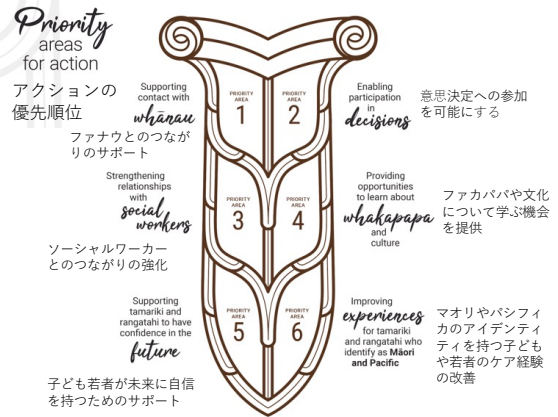 Priority
areas
for action
アクションの
優先順位
Supporting
contact with
whānau
ファナウとのつなが
りのサポート
PRIORITY
AREA
1
PRIORITY
AREA
2
Enabling
participation
in
decisions
意思決定への参加
を可能にする
Strengthening
relationships
with
social
workers
ソーシャルワーカー
とのつながりの強化
PRIORITY
AREA
3
PRIORITY
AREA
4
Providing
opportunities
to learn about
whakapapa
and
culture
ファカパパや文化
について学ぶ機会
を提供
Supporting
tamariki and
rangatahi to have
confidence in the
future
子ども若者が未来に自信
を持つためのサポート
PRIORITY
AREA
5
PRIORITY
AREA
6
Improving
experiences
for tamariki
and rangatahi who
identify as Māori
and Pacific
マオリやパシフィ
カのアイデンティ
ティを持つ子ども
や若者のケア経験
の改善